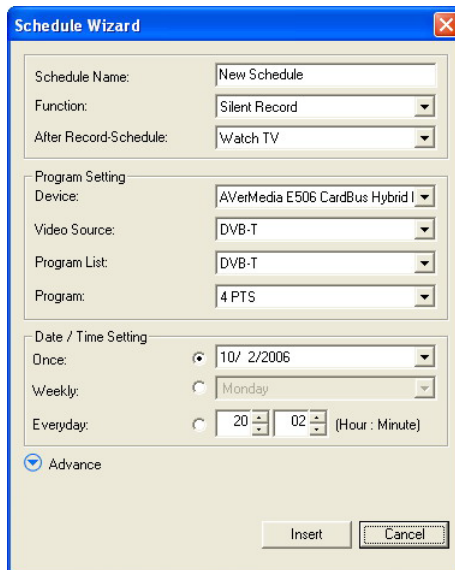 Schedule Wizard
Schedule Name: New Schedule
Function: Silent Record
After Record-Schedule: Watch TV
Program Setting
Device: AVerMedia E506 CardBus Hybrid
Video Source: DVB-T
Program List: DVB-T
Program: 4 PTS
Date / Time Setting
Once: 10/ 2/2006
Weekly: Monday
Everyday: 20 02 (Hour : Minute)
Advance
Insert Cancel